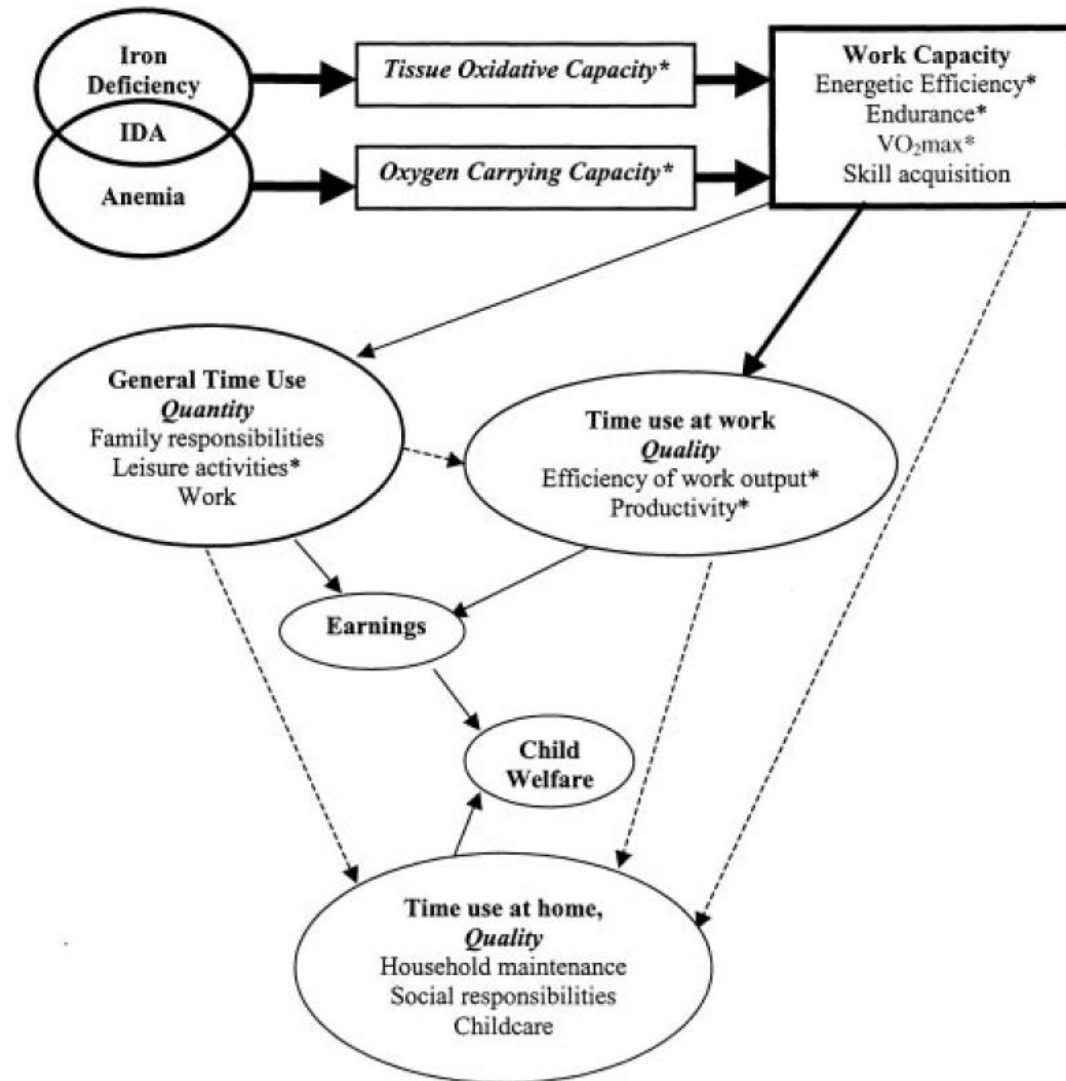 Iron
Deficiency
IDA
Anemia
Tissue Oxidative Capacity*
Oxygen Carrying Capacity*
Work Capacity
Energetic Efficiency*
Endurance*
VO₂max*
Skill acquisition
General Time Use
Quantity
Family responsibilities
Leisure activities*
Work
Time use at work
Quality
Efficiency of work output*
Productivity*
Earnings
Child
Welfare
Time use at home,
Quality
Household maintenance
Social responsibilities
Childcare